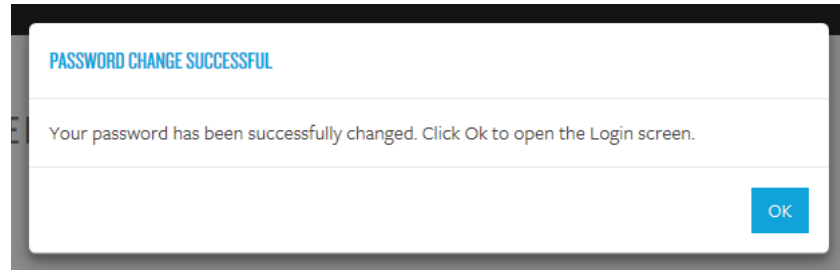 PASSWORD CHANGE SUCCESSFUL
Your password has been successfully changed. Click Ok to open the Login screen.
OK